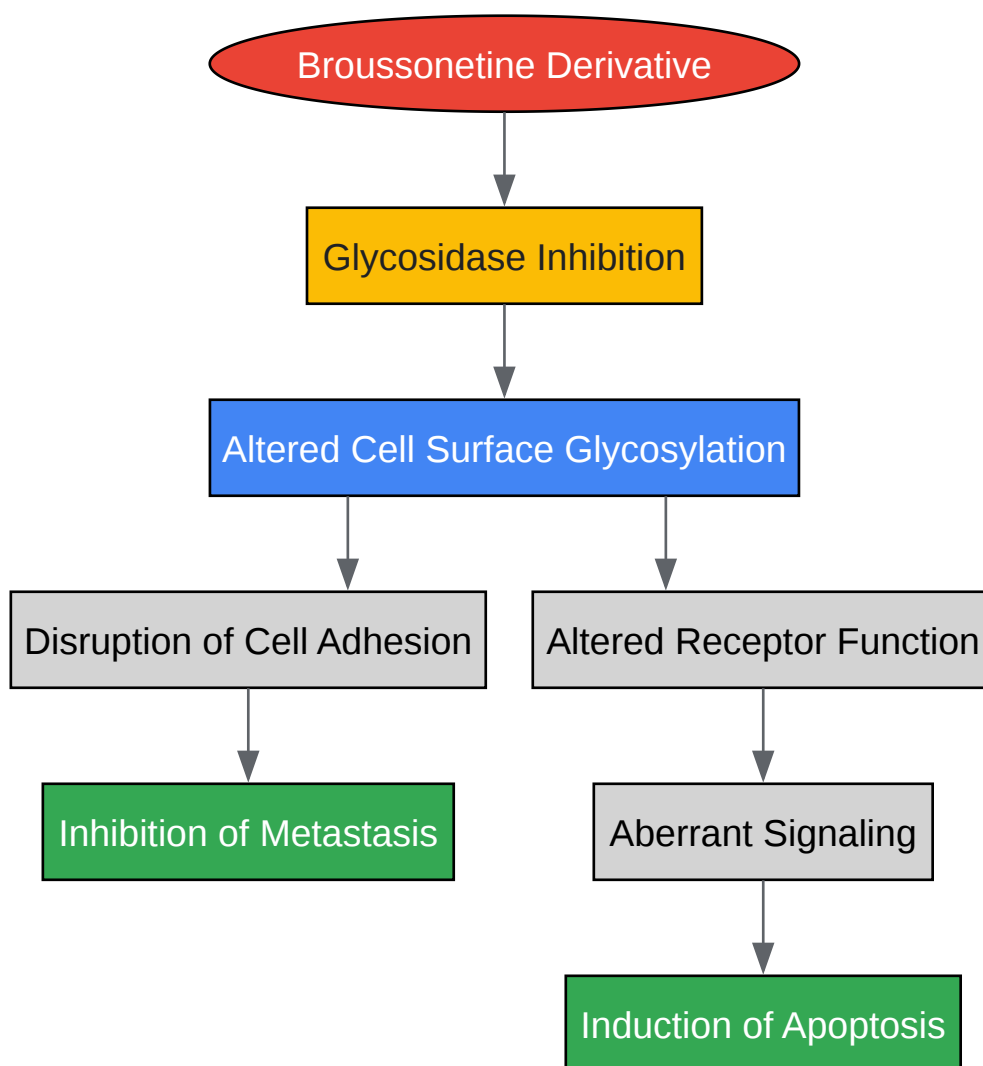 Broussonetine Derivative
Glycosidase Inhibition
Altered Cell Surface Glycosylation
Disruption of Cell Adhesion
Altered Receptor Function
Inhibition of Metastasis
Aberrant Signaling
Induction of Apoptosis